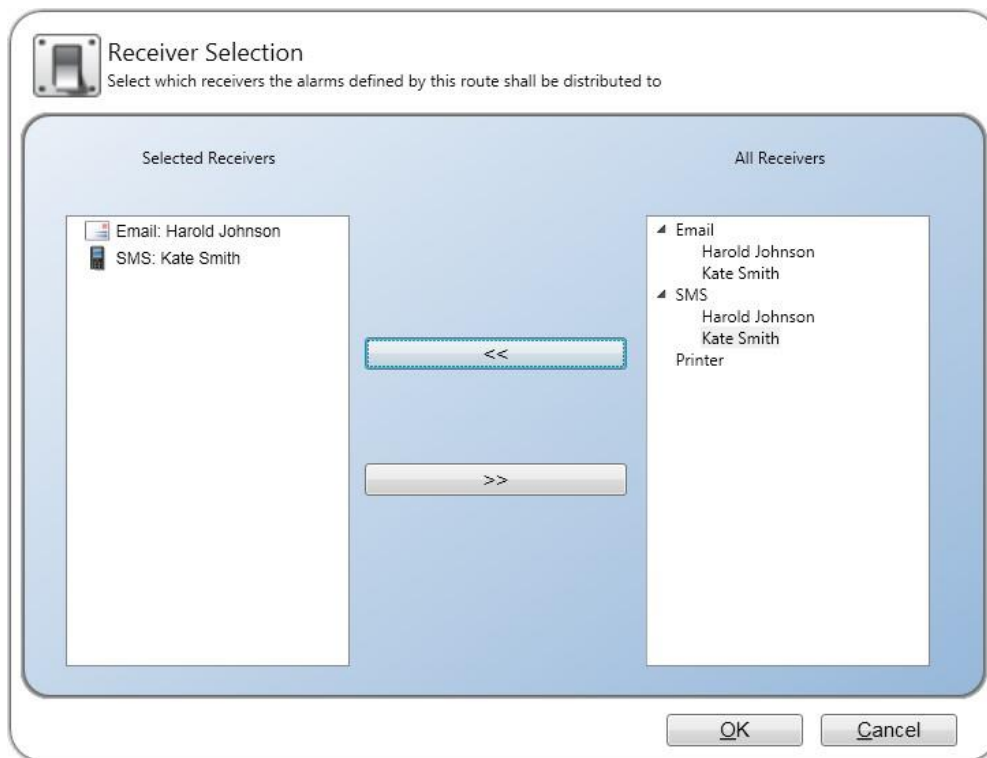 Receiver Selection
Select which receivers the alarms defined by this route shall be distributed to
Selected Receivers
All Receivers
Email: Harold Johnson
SMS: Kate Smith
<<
>>
Email
Harold Johnson
Kate Smith
SMS
Harold Johnson
Kate Smith
Printer
OK
Cancel